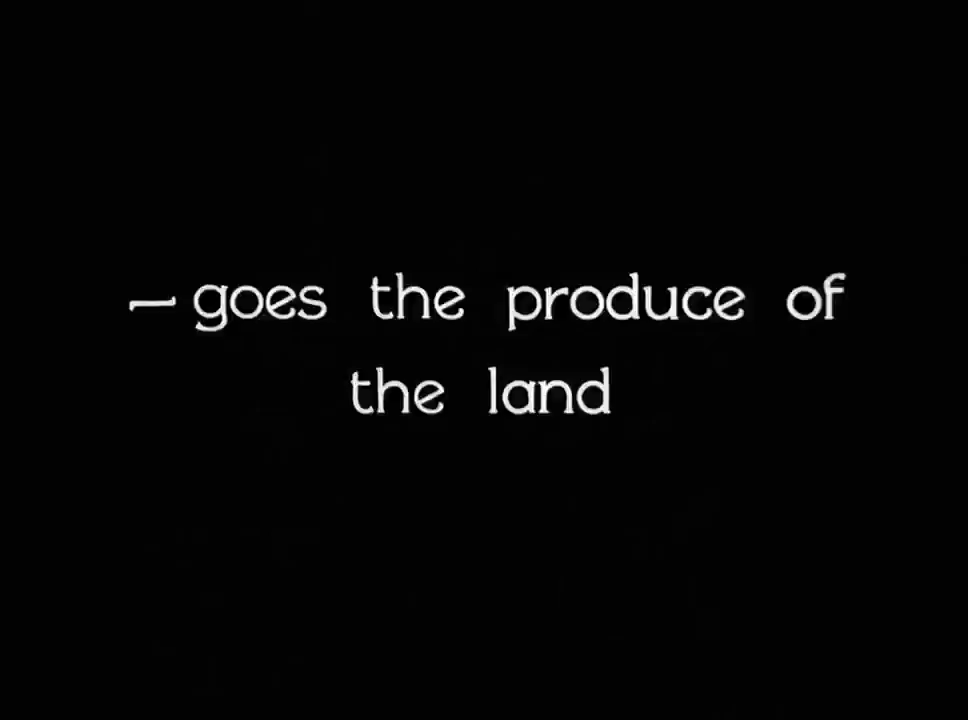 — goes the produce of
the land